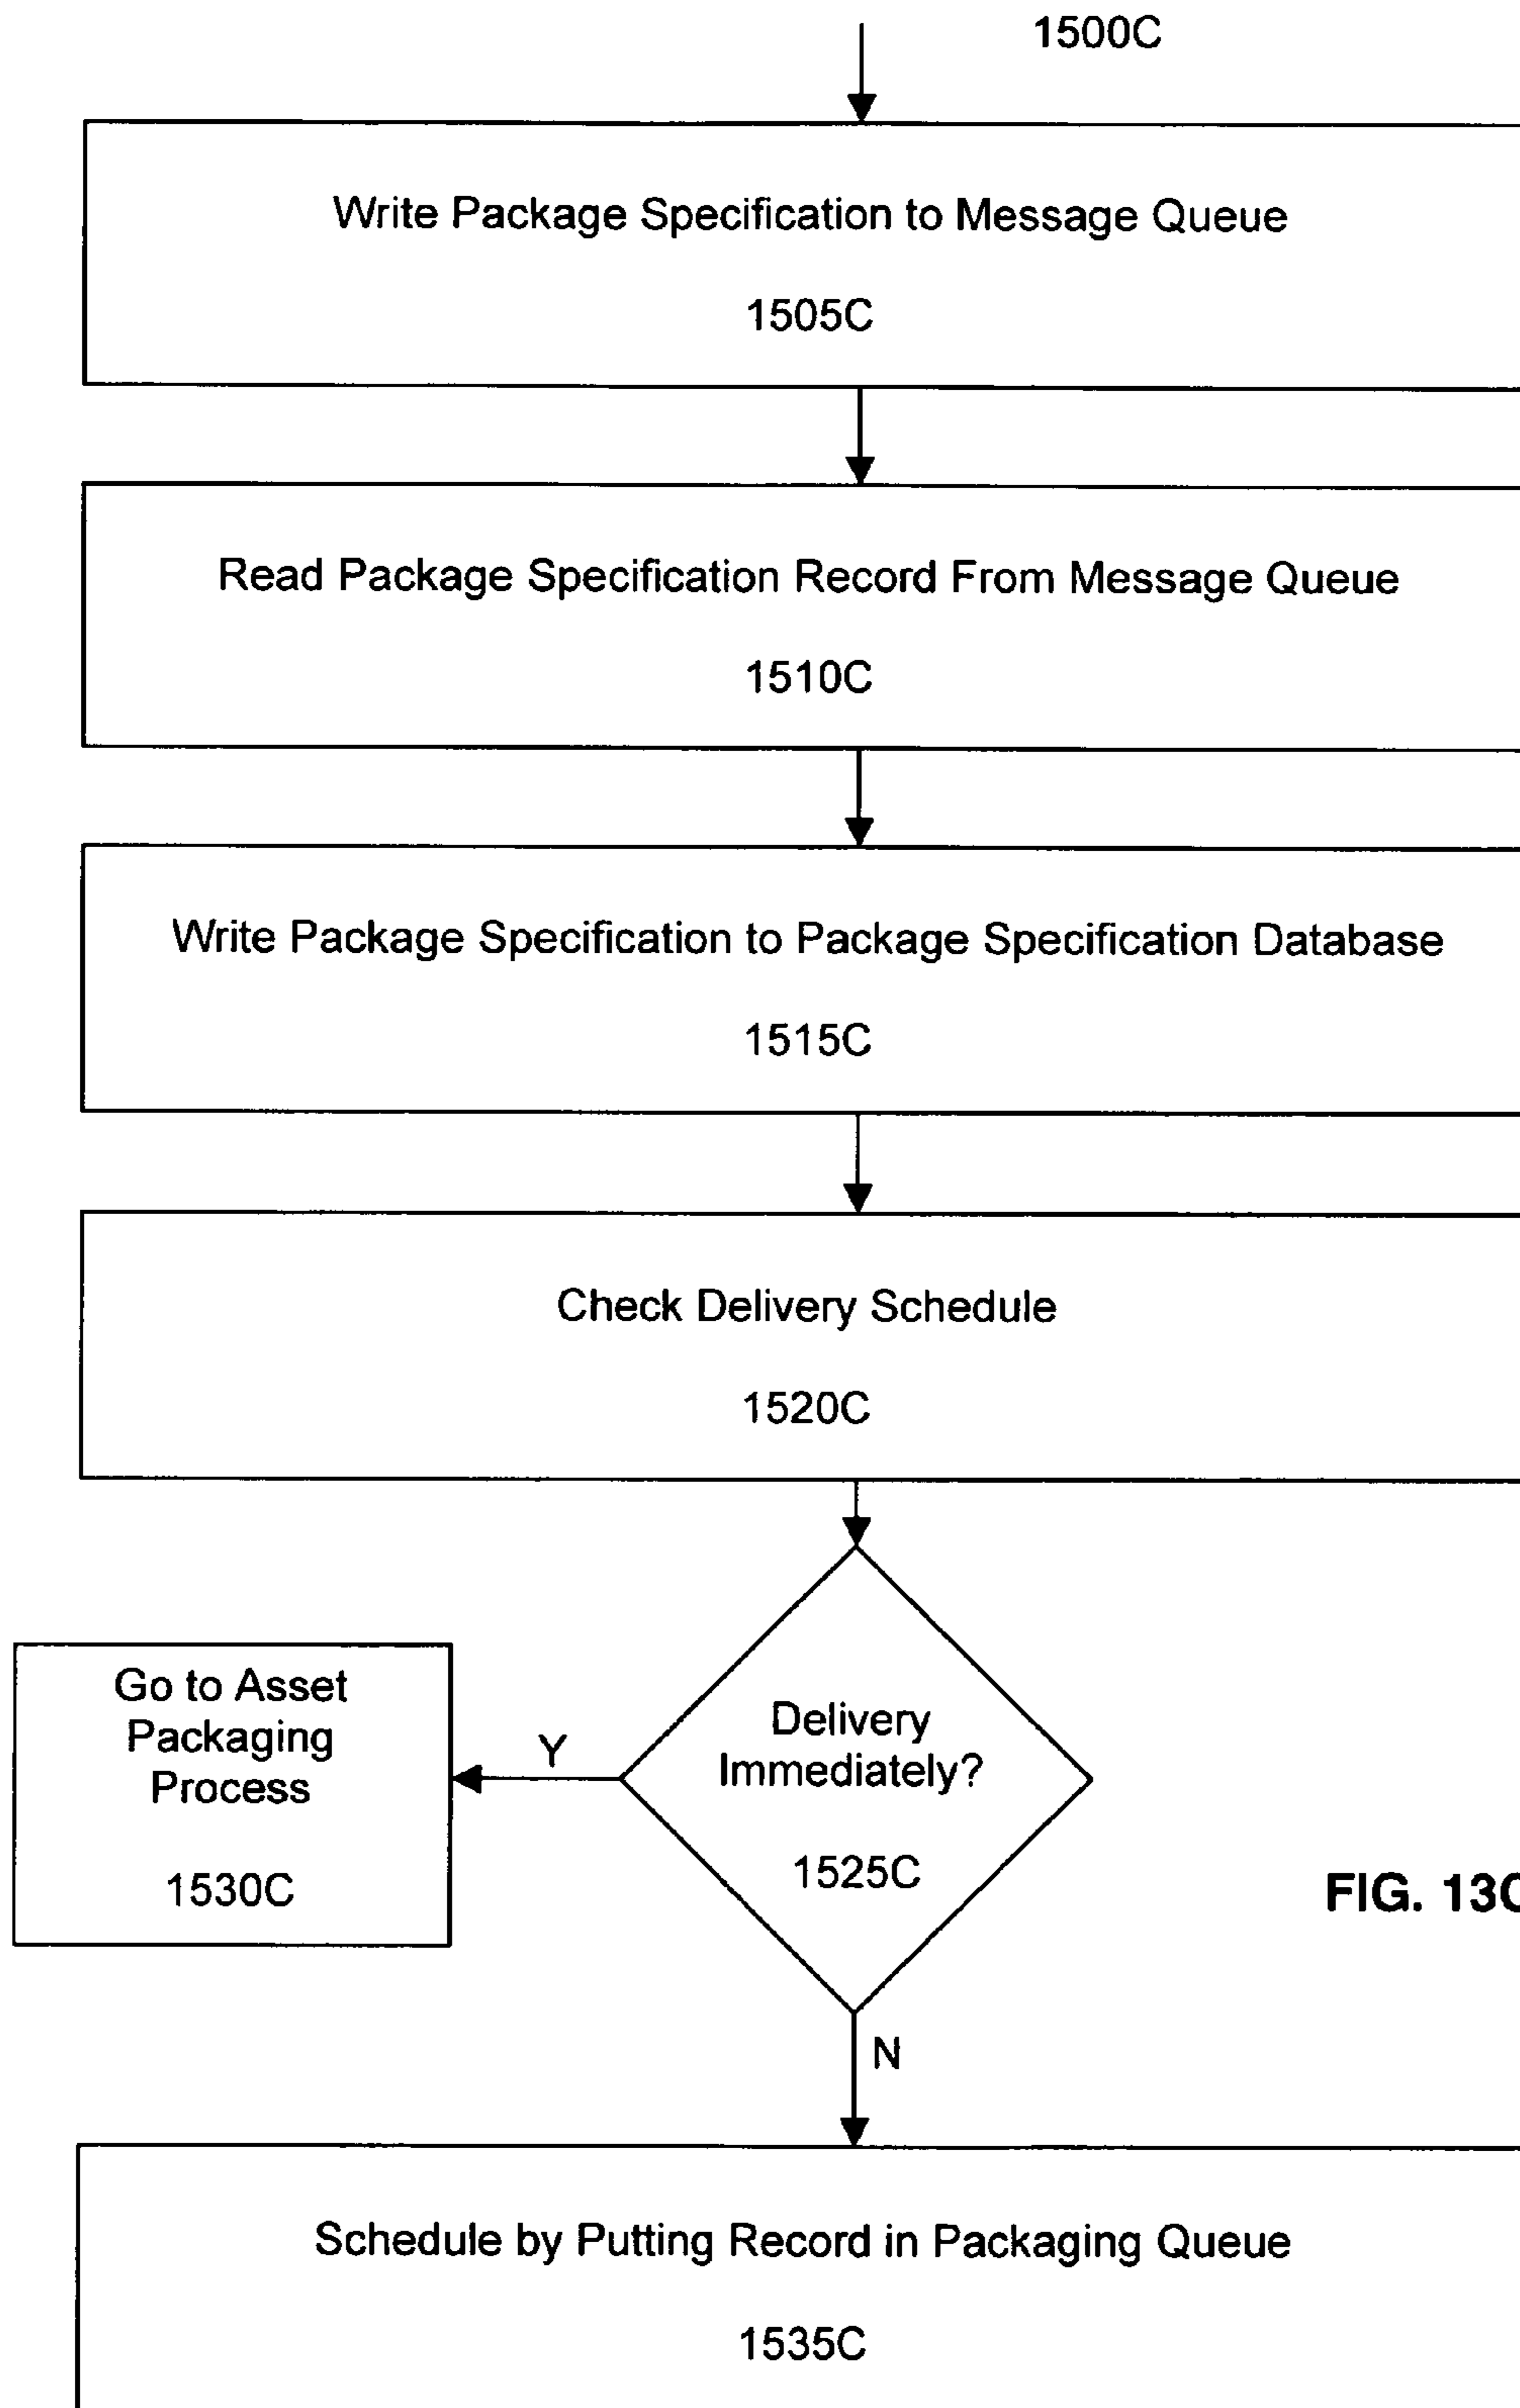 1500C
Write Package Specification to Message Queue
1505C
Read Package Specification Record From Message Queue
1510C
Write Package Specification to Package Specification Database
1515C
Check Delivery Schedule
1520C
Go to Asset
Packaging
Process
1530C
Y
Delivery
Immediately?
1525C
FIG. 13C
N
Schedule by Putting Record in Packaging Queue
1535C